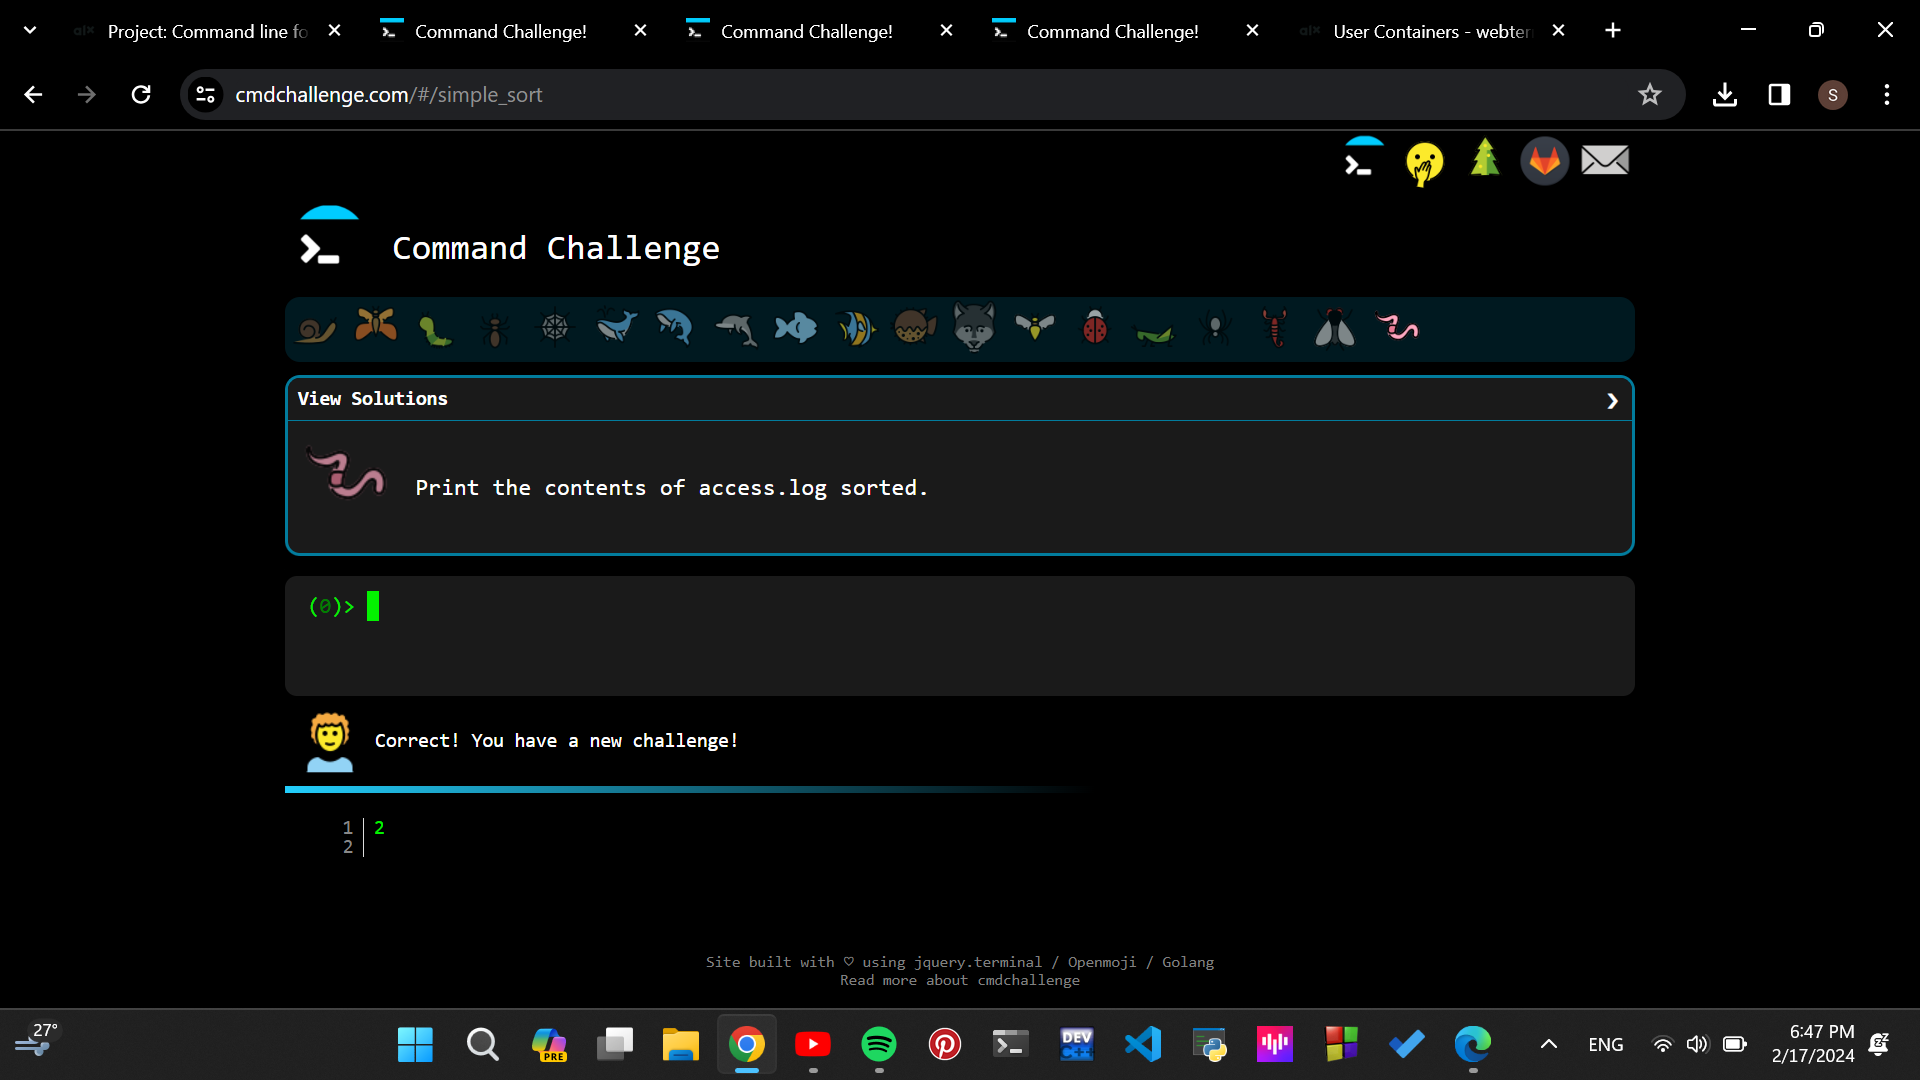 Project: Command line fo
Command Challenge!
Command Challenge!
Command Challenge!
User Containers - webter
cmdchallenge.com/#/simple_sort
S
Command Challenge
View Solutions
Print the contents of access.log sorted.
(0)>
Correct! You have a new challenge!
1 2
2
Site built with ♡ using jquery.terminal / Openmoji / Golang
Read more about cmdchallenge
27°
PRE
DEV
C++
ENG
6:47 PM
2/17/2024